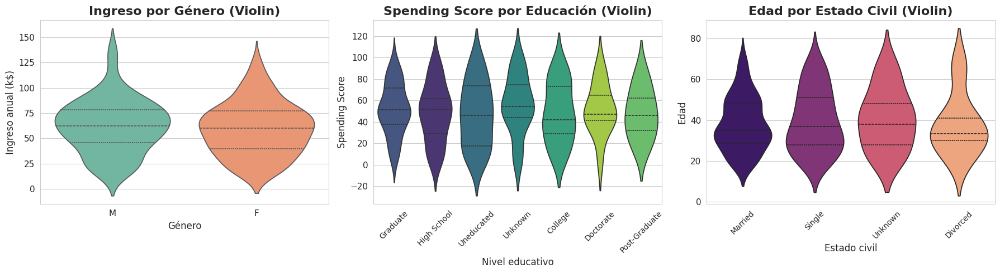 Ingreso por Género (Violin)
Ingreso anual (k$)
150
125
100
75
50
25
0
M
F
Género
Spending Score por Educación (Violin)
Spending Score
120
100
80
60
40
20
0
−20
Graduate
High School
Uneducated
Unknown
College
Doctorate
Post-Graduate
Nivel educativo
Edad por Estado Civil (Violin)
Edad
80
60
40
20
0
Married
Single
Unknown
Divorced
Estado civil